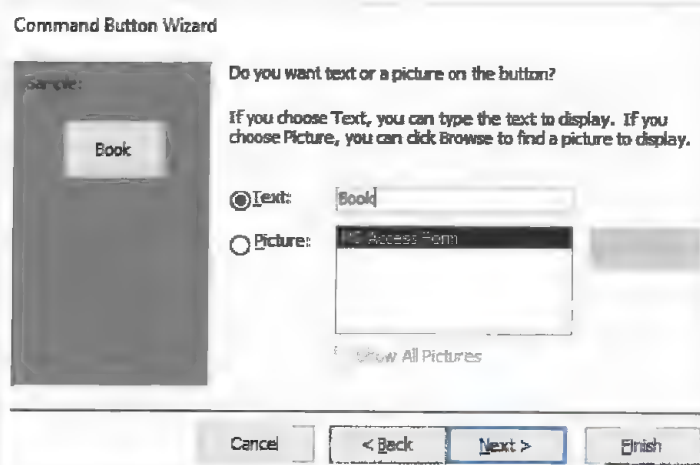 Command Button Wizard
Sample:
Book
Do you want text or a picture on the button?
If you choose Text, you can type the text to display. If you
choose Picture, you can click Browse to find a picture to display.
Text:
Book
Picture:
MS Access Form
Show All Pictures
Cancel
< Back
Next >
Finish